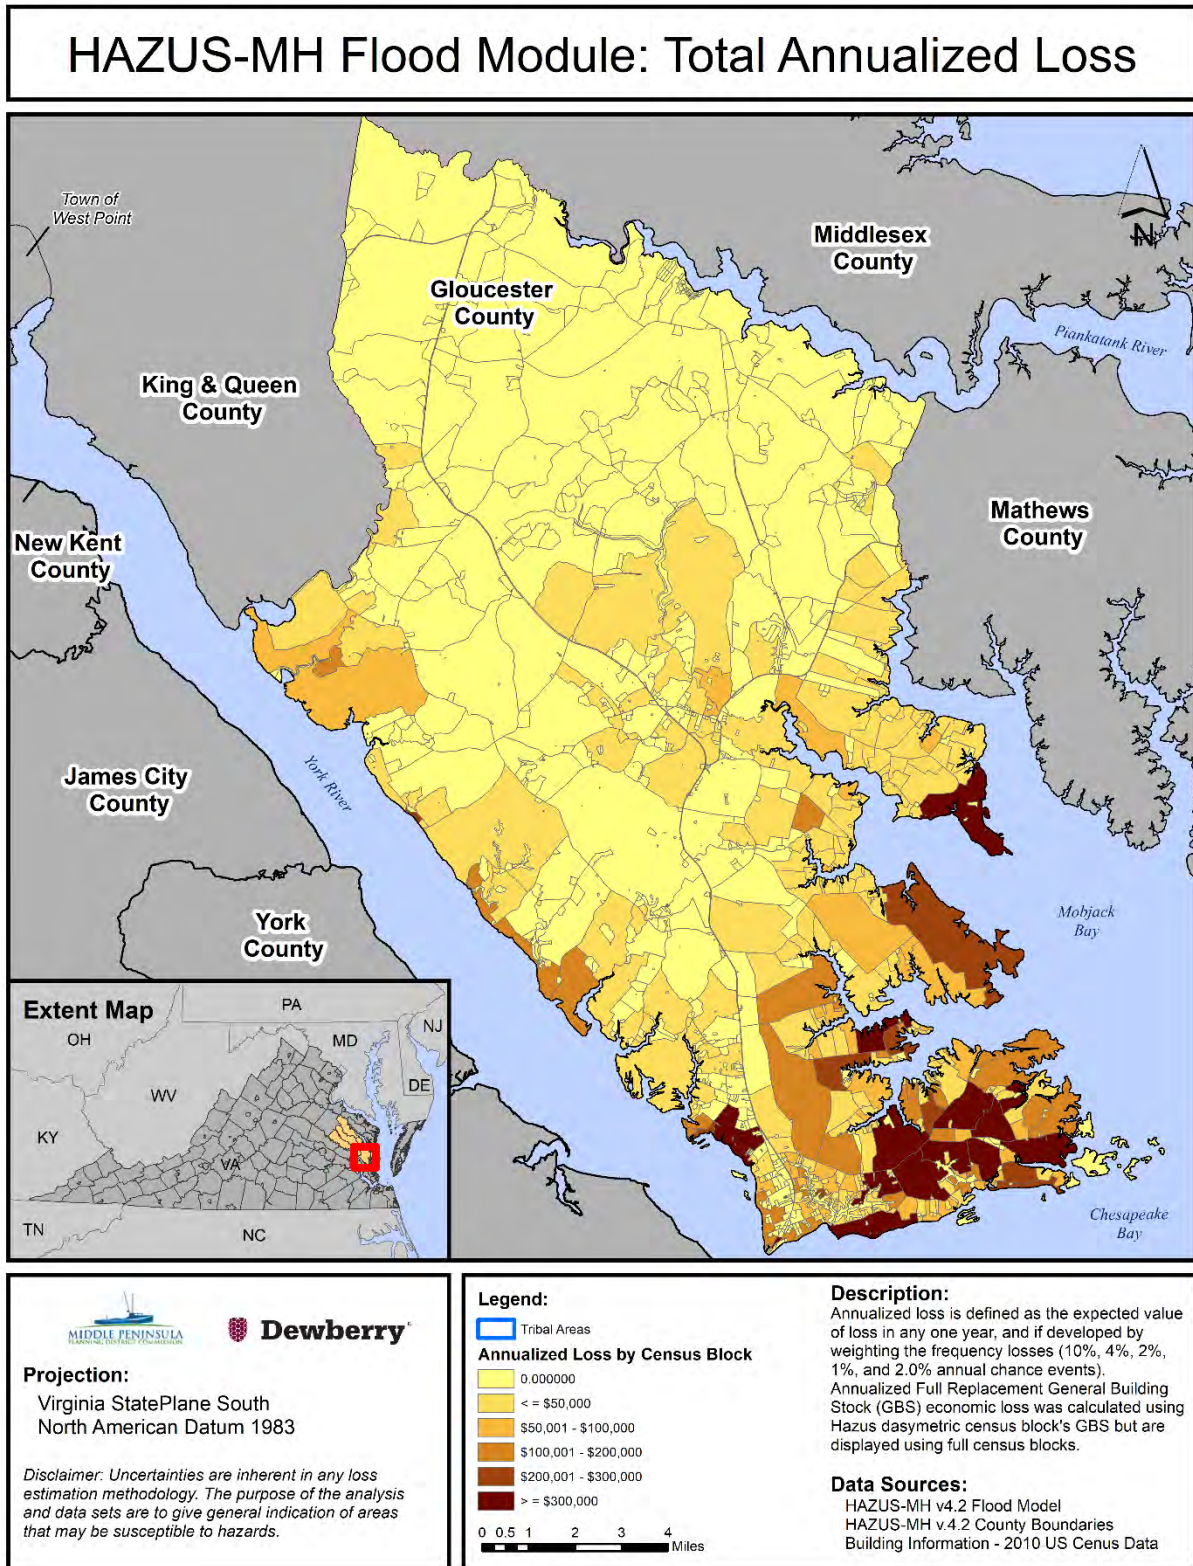 HAZUS-MH Flood Module: Total Annualized Loss
Town of
West Point
Middlesex
County
N
Gloucester
County
Piankatank River
King & Queen
County
Mathews
County
New Kent
County
James City
County
York River
York
County
Mobjack
Bay
Chesapeake
Bay
Extent Map
PA
OH
MD
NJ
DE
WV
KY
VA
TN
NC
MIDDLE PENINSULA
PLANNING DISTRICT COMMISSION
Dewberry
Projection:
Virginia StatePlane South
North American Datum 1983
Disclaimer: Uncertainties are inherent in any loss
estimation methodology. The purpose of the analysis
and data sets are to give general indication of areas
that may be susceptible to hazards.
Legend:
Tribal Areas
Annualized Loss by Census Block
0.000000
< = $50,000
$50,001 - $100,000
$100,001 - $200,000
$200,001 - $300,000
> = $300,000
0 0.5 1 2 3 4
Miles
Description:
Annualized loss is defined as the expected value
of loss in any one year, and if developed by
weighting the frequency losses (10%, 4%, 2%,
1%, and 2.0% annual chance events).
Annualized Full Replacement General Building
Stock (GBS) economic loss was calculated using
Hazus dasymetric census block's GBS but are
displayed using full census blocks.
Data Sources:
HAZUS-MH v4.2 Flood Model
HAZUS-MH v.4.2 County Boundaries
Building Information - 2010 US Cenus Data